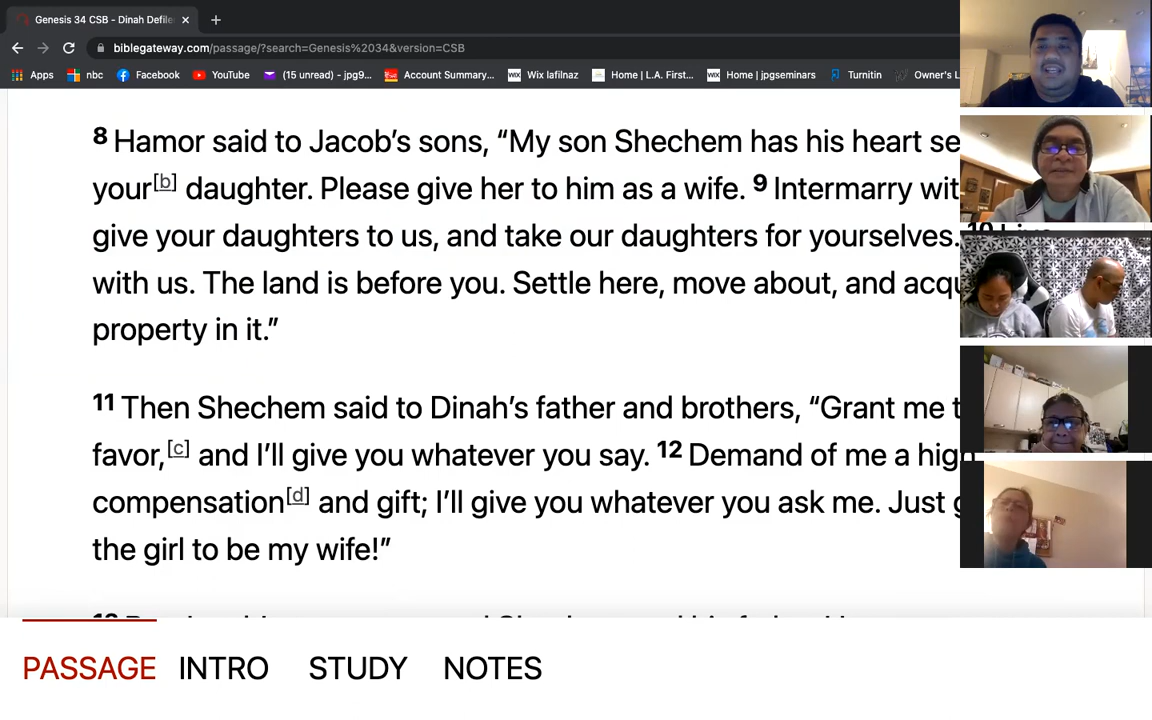 Genesis 34 CSB - Dinah Defile
biblegateway.com/passage/?search=Genesis%2034&version=CSB
Apps nbc Facebook YouTube (15 unread) - jpg9... Account Summary... Wix lafilnaz Home | L.A. First... Home | jpgseminars Turnitin Owner's L
8 Hamor said to Jacob’s sons, “My son Shechem has his heart se
your[b] daughter. Please give her to him as a wife. 9 Intermarry wit
give your daughters to us, and take our daughters for yourselves. 10 Live
with us. The land is before you. Settle here, move about, and acqu
property in it.”
11 Then Shechem said to Dinah’s father and brothers, “Grant me t
favor,[c] and I’ll give you whatever you say. 12 Demand of me a high
compensation[d] and gift; I’ll give you whatever you ask me. Just g
the girl to be my wife!”
PASSAGE INTRO STUDY NOTES